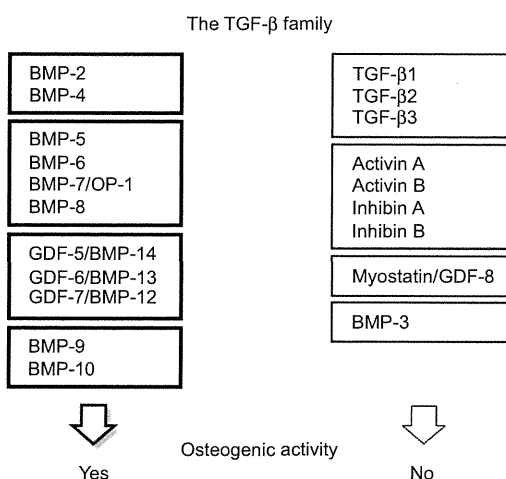 The TGF-β family
BMP-2
BMP-4
BMP-5
BMP-6
BMP-7/OP-1
BMP-8
GDF-5/BMP-14
GDF-6/BMP-13
GDF-7/BMP-12
BMP-9
BMP-10
TGF-β1
TGF-β2
TGF-β3
Activin A
Activin B
Inhibin A
Inhibin B
Myostatin/GDF-8
BMP-3
Osteogenic activity
Yes
No